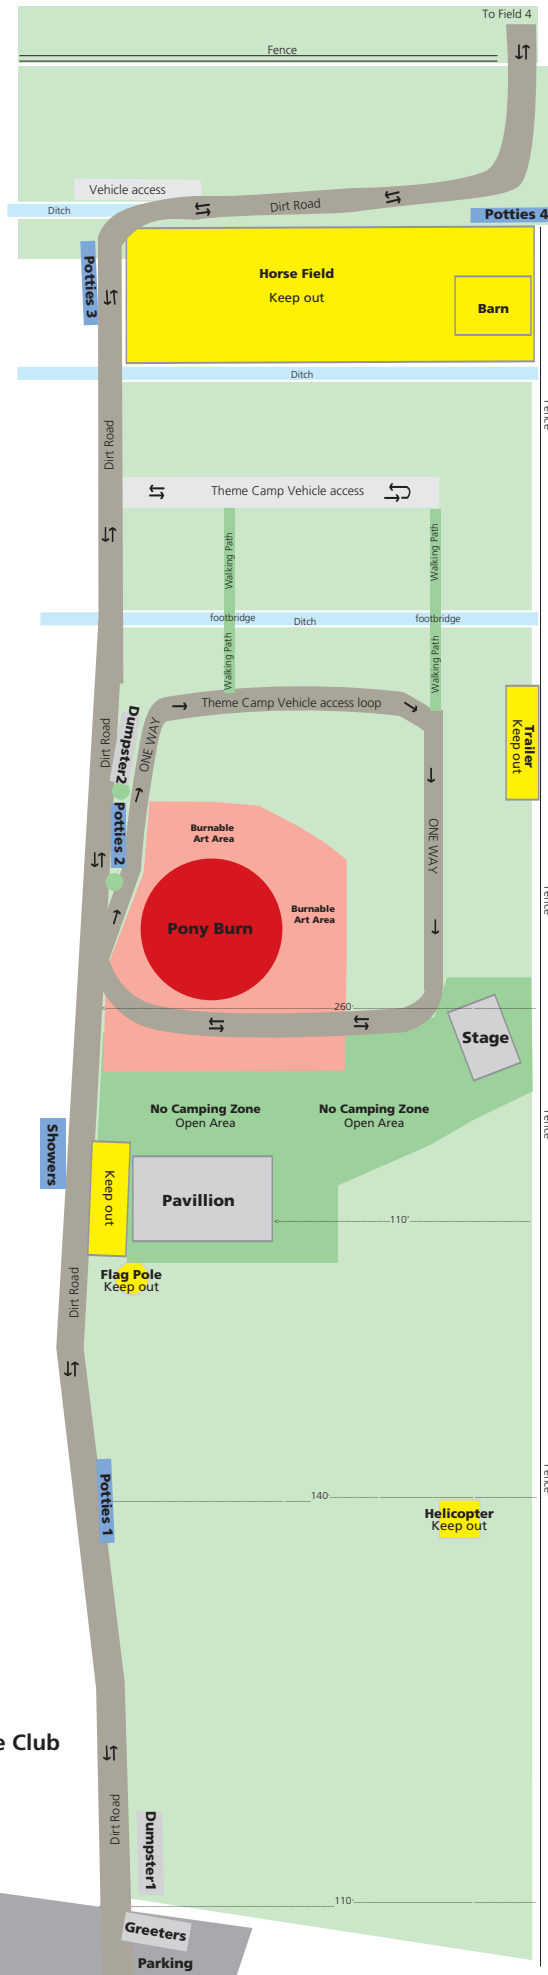 To Field 4
Fence
Vehicle access
Ditch
Dirt Road
Potties 4
Potties 3
Horse Field
Keep out
Barn
Ditch
Fence
Dirt Road
Theme Camp Vehicle access
Walking Path
Walking Path
footbridge
Ditch
footbridge
Walking Path
Walking Path
Theme Camp Vehicle access loop
Dumpster2
Dirt Road
ONE WAY
Trailer
Keep out
Potties 2
Burnable
Art Area
ONE WAY
Pony Burn
Burnable
Art Area
Fence
260'
Stage
No Camping Zone
Open Area
No Camping Zone
Open Area
Fence
Showers
Keep out
Pavillion
110'
Flag Pole
Keep out
Dirt Road
Fence
Potties 1
140'
Helicopter
Keep out
e Club
Dirt Road
Dumpster1
110'
Greeters
Parking